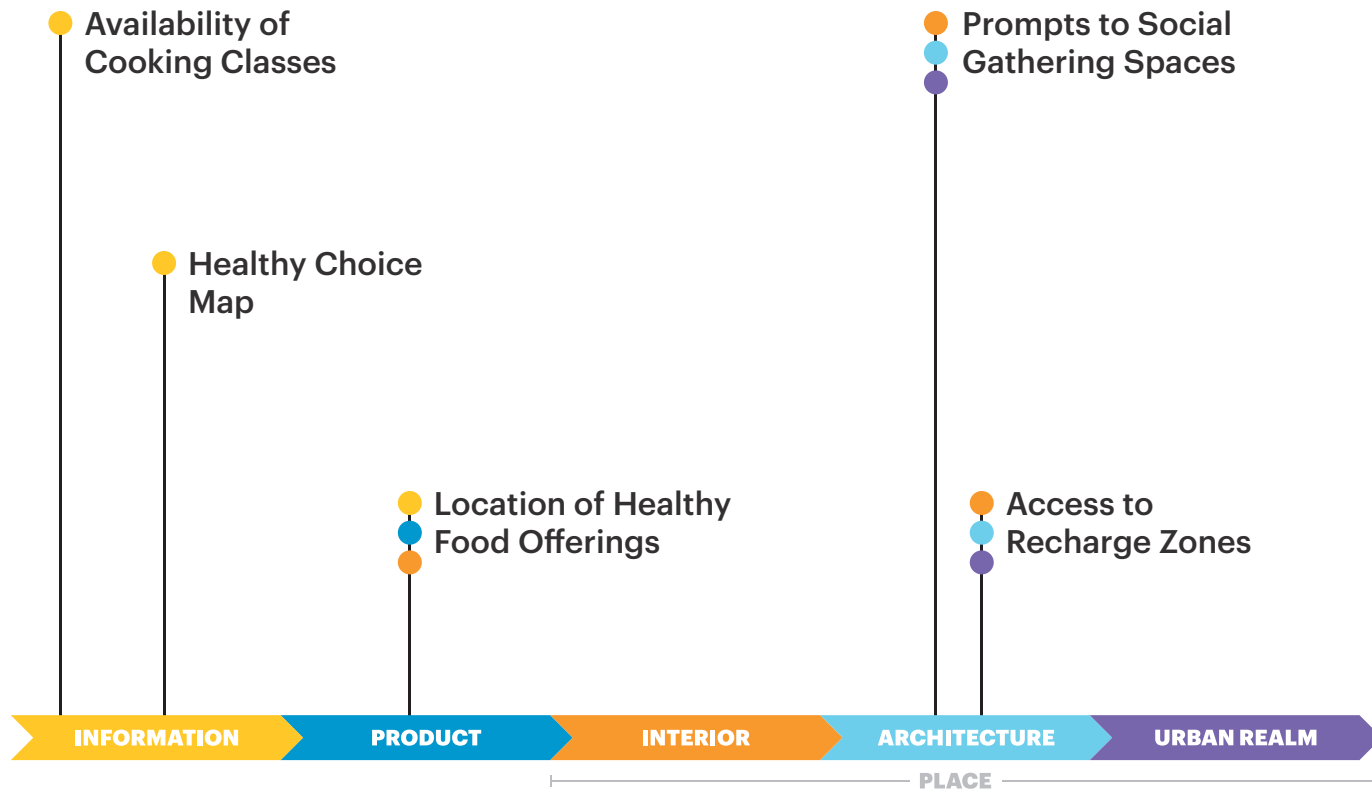 Availability of
Cooking Classes
Prompts to Social
Gathering Spaces
Healthy Choice
Map
Location of Healthy
Food Offerings
Access to
Recharge Zones
INFORMATION
PRODUCT
INTERIOR
ARCHITECTURE
URBAN REALM
PLACE